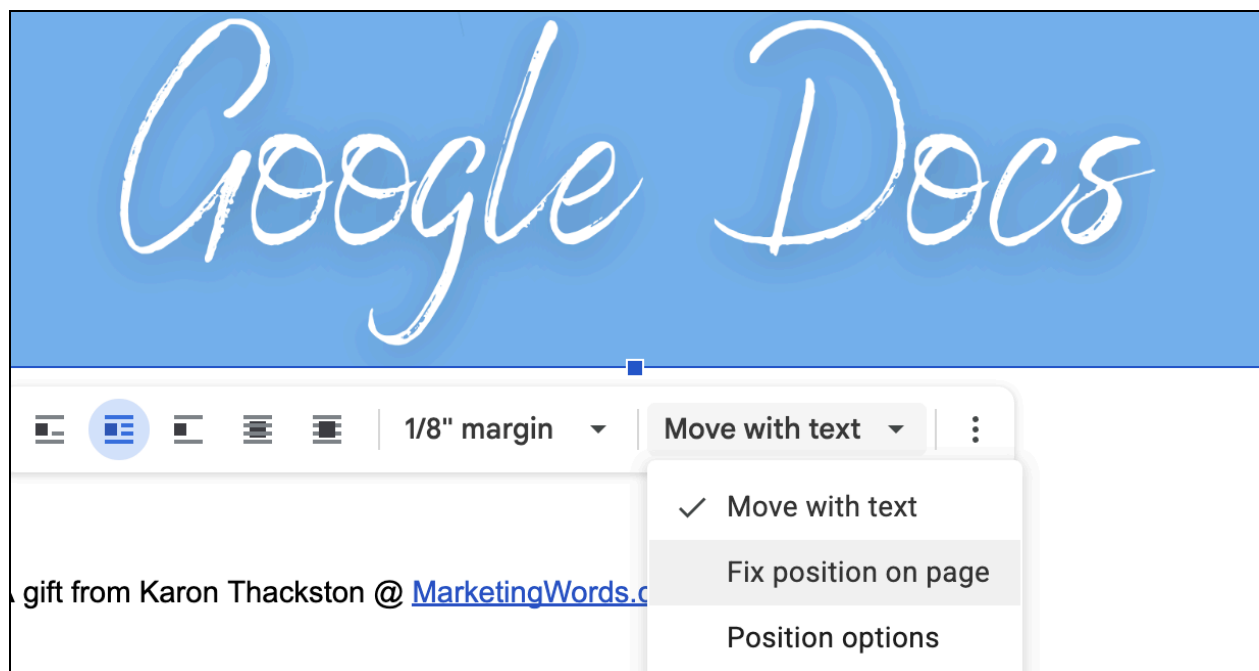 Google Docs
1/8" margin
Move with text
Move with text
Fix position on page
gift from Karon Thackston @ MarketingWords.c
Position options